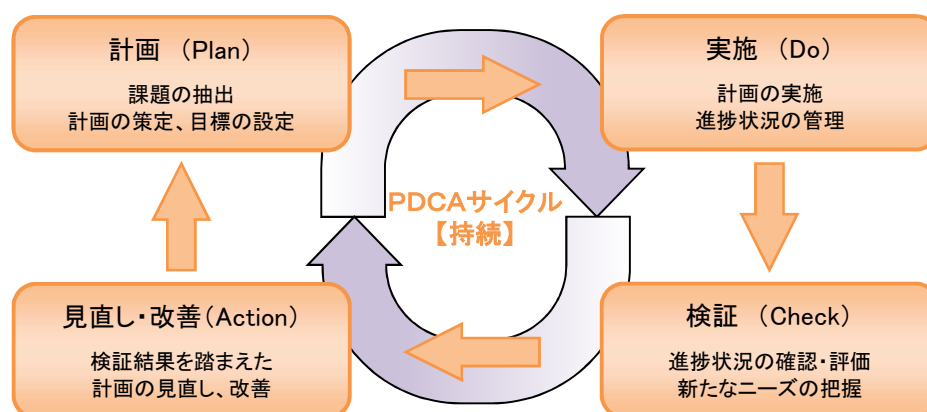 計画 （Plan）
課題の抽出
計画の策定、目標の設定
実施 （Do）
計画の実施
進捗状況の管理
PDCAサイクル
【持続】
見直し・改善（Action）
検証結果を踏まえた
計画の見直し、改善
検証 （Check）
進捗状況の確認・評価
新たなニーズの把握